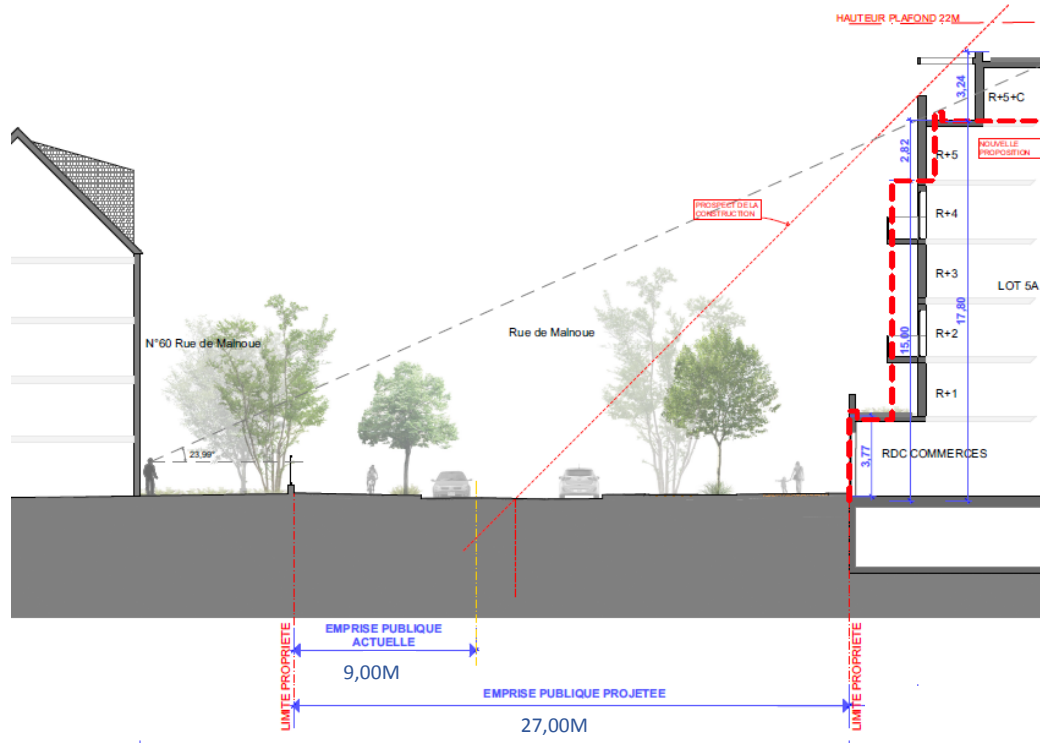 HAUTEUR PLAFOND 22M
3,24
R+5+C
2,82
R+5
NOUVELLE
PROPOSITION
PROSPECT DE LA
CONSTRUCTION
R+4
R+3
LOT 5A
17,80
15,00
N°60 Rue de Malnoue
Rue de Malnoue
R+2
R+1
23,99°
3,77
RDC COMMERCES
LIMITE PROPRIETE
EMPRISE PUBLIQUE
ACTUELLE
9,00M
EMPRISE PUBLIQUE PROJETEE
27,00M
LIMITE PROPRIETE